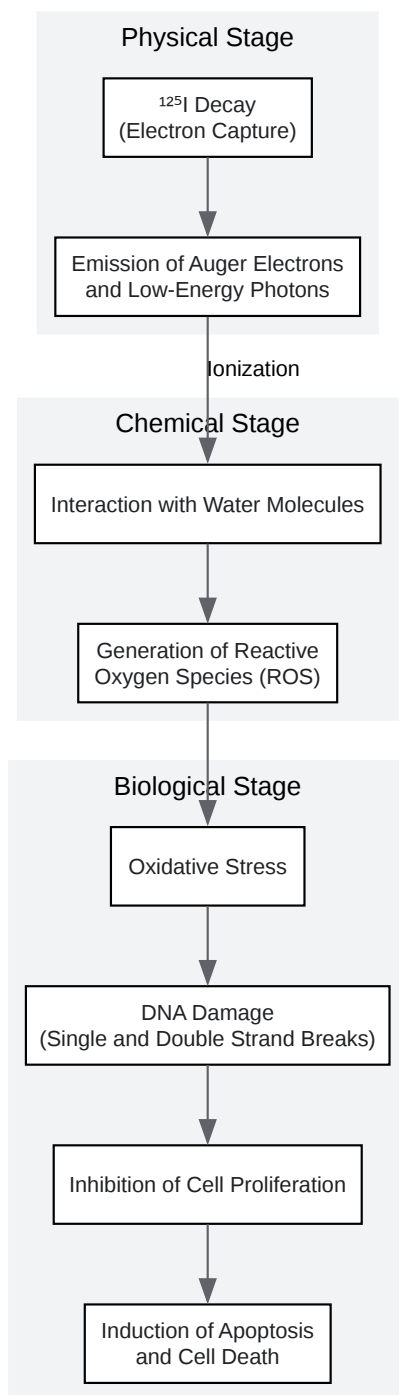 Physical Stage
¹²⁵I Decay
(Electron Capture)
Emission of Auger Electrons
and Low-Energy Photons
Ionization
Chemical Stage
Interaction with Water Molecules
Generation of Reactive
Oxygen Species (ROS)
Biological Stage
Oxidative Stress
DNA Damage
(Single and Double Strand Breaks)
Inhibition of Cell Proliferation
Induction of Apoptosis
and Cell Death